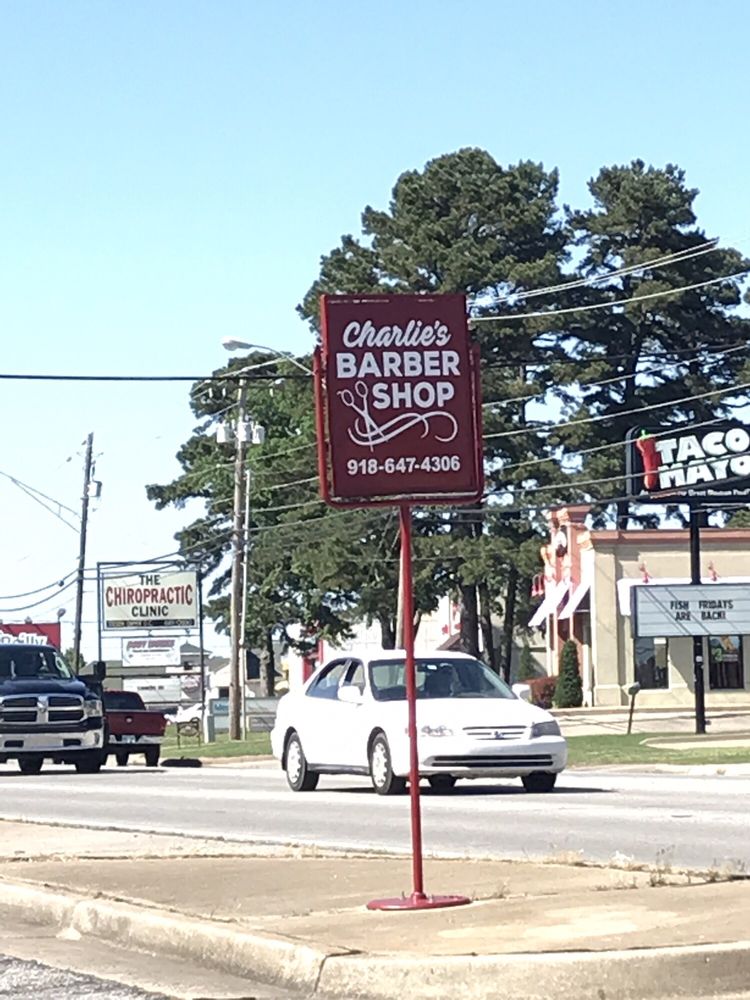 Charlie's
BARBER
SHOP
918-647-4306
THE
CHIROPRACTIC
CLINIC
TACO
MAYO
FISH FRIDAYS
ARE BACK!